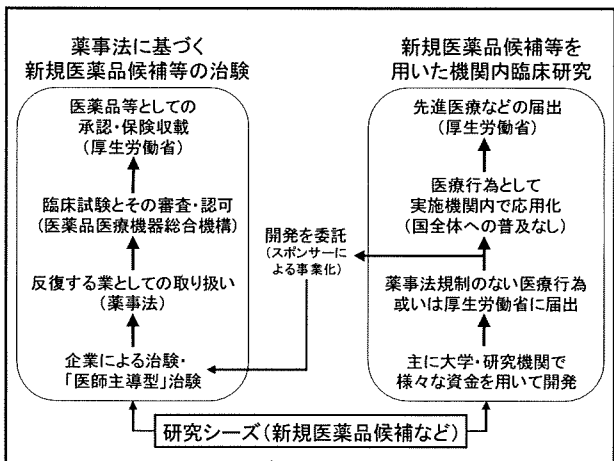 薬事法に基づく
新規医薬品候補等の治験
医薬品等としての
承認・保険収載
(厚生労働省)
臨床試験とその審査・認可
(医薬品医療機器総合機構)
反復する業としての取り扱い
(薬事法)
企業による治験・
「医師主導型」治験
開発を委託
(スポンサーに
よる事業化)
新規医薬品候補等を
用いた機関内臨床研究
先進医療などの届出
(厚生労働省)
医療行為として
実施機関内で応用化
(国全体への普及なし)
薬事法規制のない医療行為
或いは厚生労働省に届出
主に大学・研究機関で
様々な資金を用いて開発
研究シーズ(新規医薬品候補など)